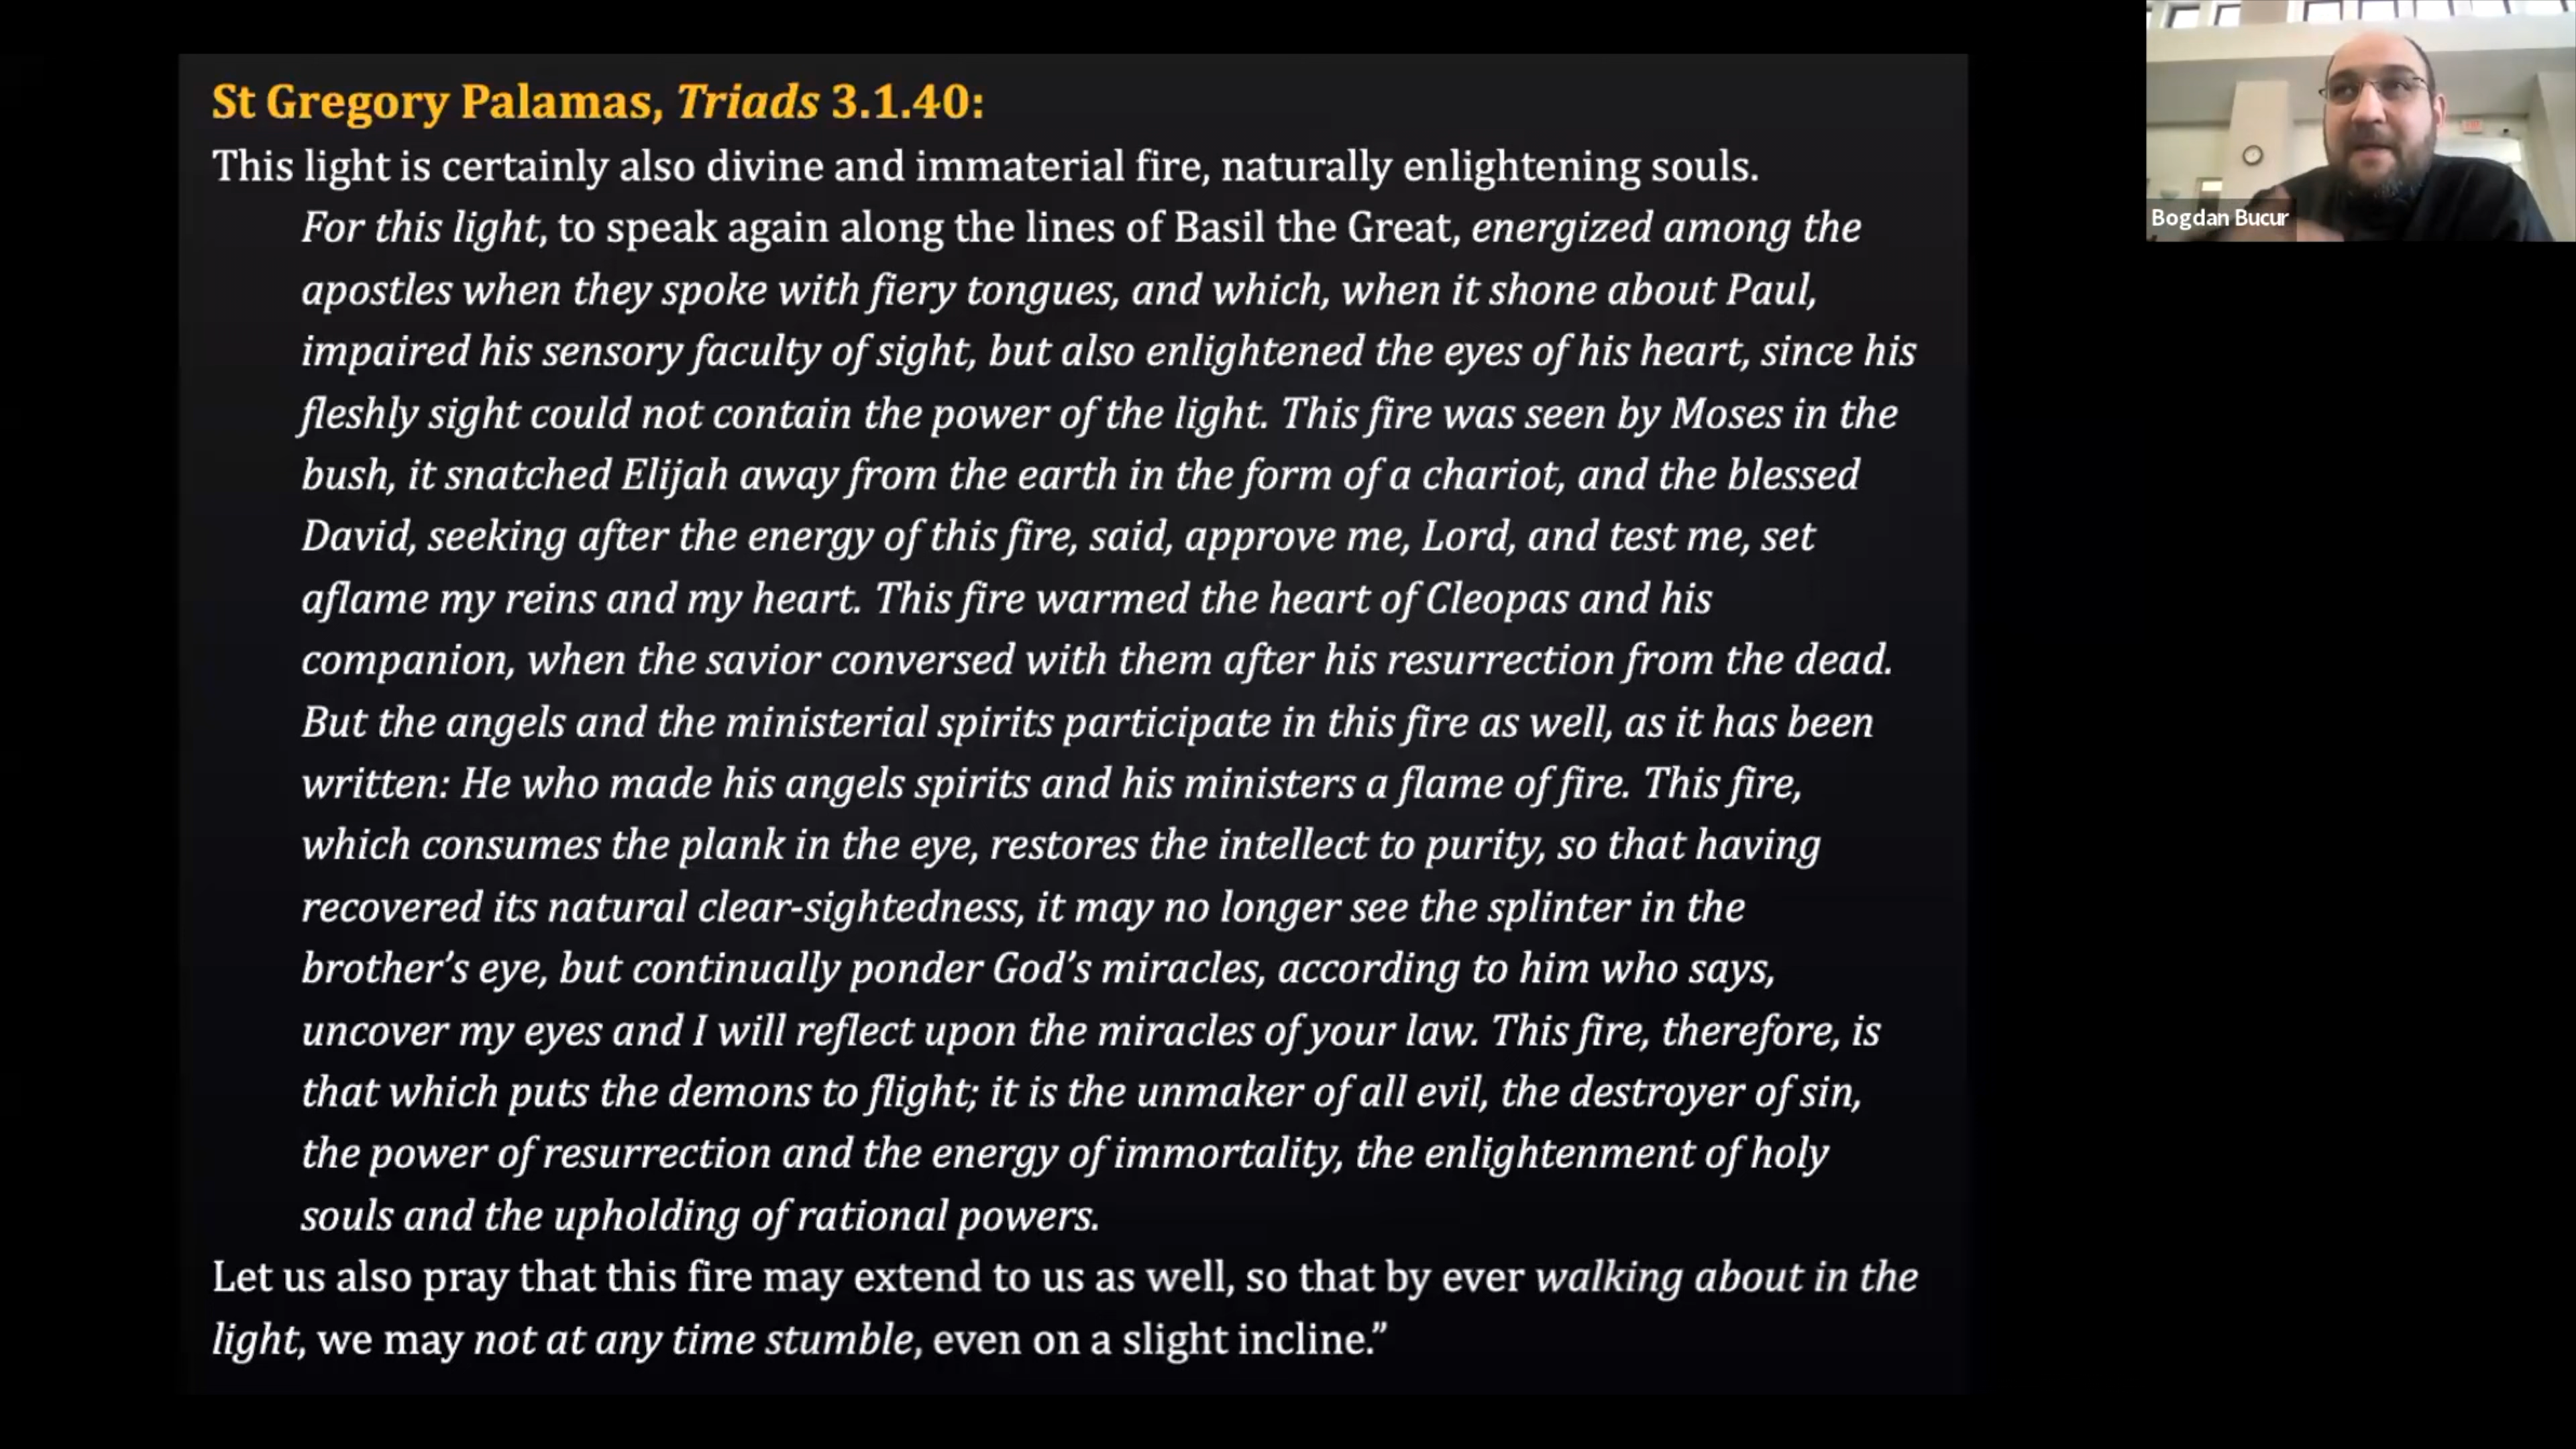 St Gregory Palamas, Triads 3.1.40:
This light is certainly also divine and immaterial fire, naturally enlightening souls.
For this light, to speak again along the lines of Basil the Great, energized among the
apostles when they spoke with fiery tongues, and which, when it shone about Paul,
impaired his sensory faculty of sight, but also enlightened the eyes of his heart, since his
fleshly sight could not contain the power of the light. This fire was seen by Moses in the
bush, it snatched Elijah away from the earth in the form of a chariot, and the blessed
David, seeking after the energy of this fire, said, approve me, Lord, and test me, set
aflame my reins and my heart. This fire warmed the heart of Cleopas and his
companion, when the savior conversed with them after his resurrection from the dead.
But the angels and the ministerial spirits participate in this fire as well, as it has been
written: He who made his angels spirits and his ministers a flame of fire. This fire,
which consumes the plank in the eye, restores the intellect to purity, so that having
recovered its natural clear-sightedness, it may no longer see the splinter in the
brother’s eye, but continually ponder God’s miracles, according to him who says,
uncover my eyes and I will reflect upon the miracles of your law. This fire, therefore, is
that which puts the demons to flight; it is the unmaker of all evil, the destroyer of sin,
the power of resurrection and the energy of immortality, the enlightenment of holy
souls and the upholding of rational powers.
Let us also pray that this fire may extend to us as well, so that by ever walking about in the
light, we may not at any time stumble, even on a slight incline.”
Bogdan Bucur